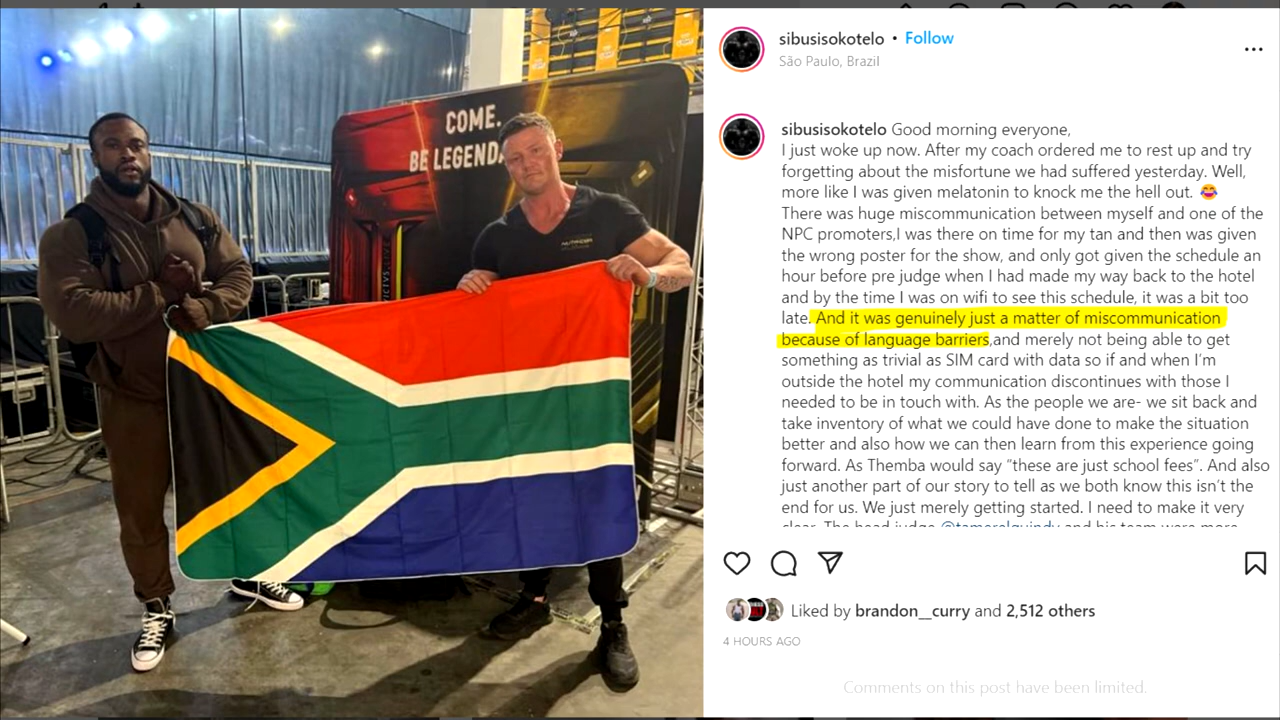 COME.
BE LEGENDA
sibusisokotelo • Follow
São Paulo, Brazil
sibusisokotelo Good morning everyone,
I just woke up now. After my coach ordered me to rest up and try
forgetting about the misfortune we had suffered yesterday. Well,
more like I was given melatonin to knock me the hell out. 😂
There was huge miscommunication between myself and one of the
NPC promoters,I was there on time for my tan and then was given
the wrong poster for the show, and only got given the schedule an
hour before pre judge when I had made my way back to the hotel
and by the time I was on wifi to see this schedule, it was a bit too
late. And it was genuinely just a matter of miscommunication
because of language barriers,and merely not being able to get
something as trivial as SIM card with data so if and when I'm
outside the hotel my communication discontinues with those I
needed to be in touch with. As the people we are- we sit back and
take inventory of what we could have done to make the situation
better and also how we can then learn from this experience going
forward. As Themba would say "these are just school fees". And also
just another part of our story to tell as we both know this isn't the
end for us. We just merely getting started. I need to make it very
clear. The head judge and his team were more
Liked by brandon__curry and 2,512 others
4 HOURS AGO
Comments on this post have been limited.